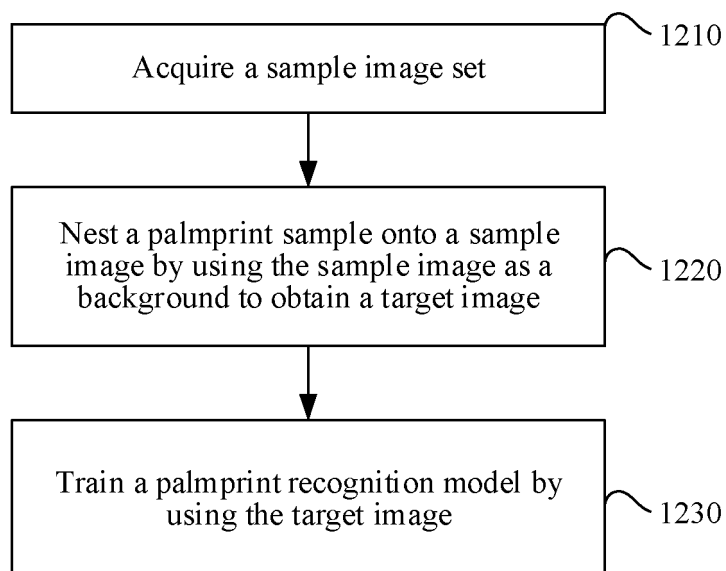 1210
Acquire a sample image set
Nest a palmprint sample onto a sample
image by using the sample image as a
background to obtain a target image
1220
Train a palmprint recognition model by
using the target image
1230